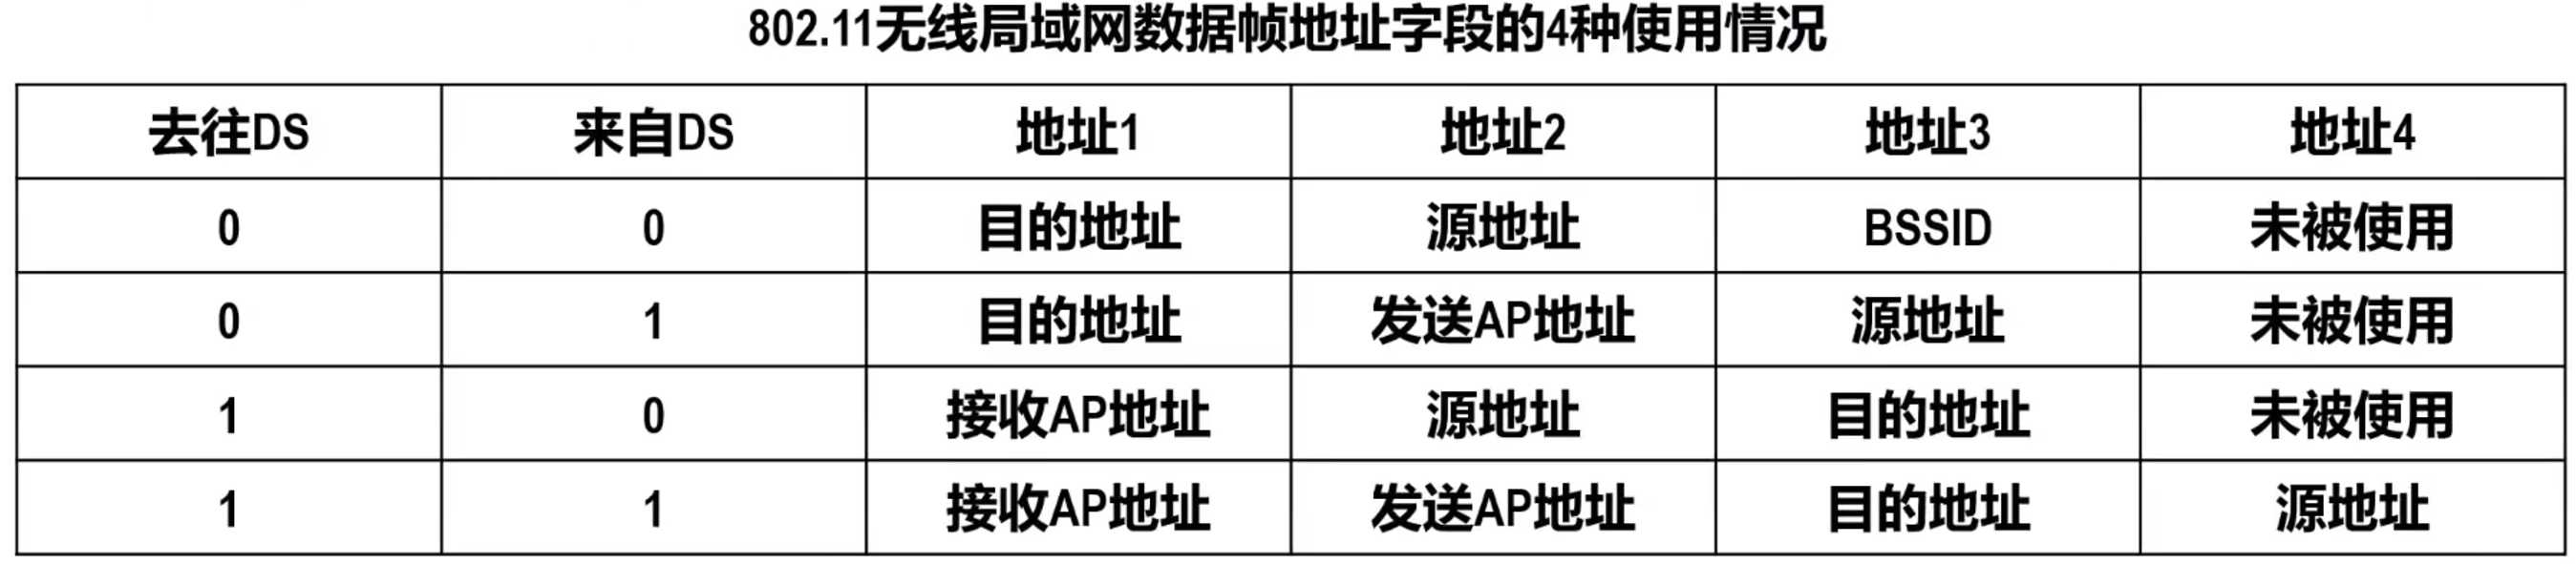 802.11无线局域网数据帧地址字段的4种使用情况
去往DS 来自DS 地址1 地址2 地址3 地址4
0 0 目的地址 源地址 BSSID 未被使用
0 1 目的地址 发送AP地址 源地址 未被使用
1 0 接收AP地址 源地址 目的地址 未被使用
1 1 接收AP地址 发送AP地址 目的地址 源地址